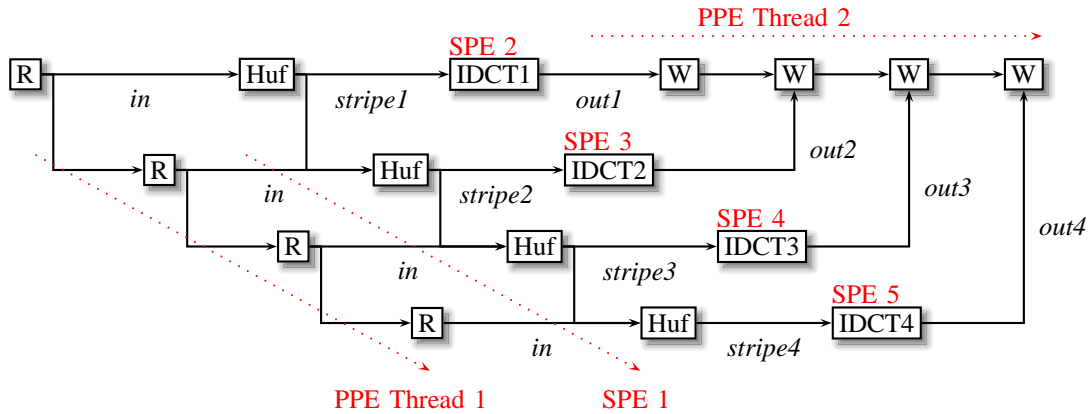 PPE Thread 2
SPE 2
R Huf IDCT1 W W W W
in stripe1 out1
SPE 3 out2
R Huf IDCT2
in stripe2 out3
SPE 4 out4
R Huf IDCT3
in stripe3
SPE 5
R Huf IDCT4
in stripe4
PPE Thread 1 SPE 1